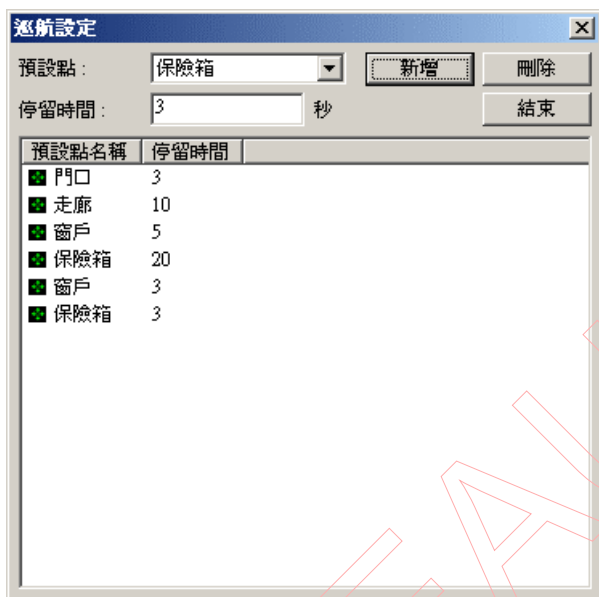 巡航設定
預設點： 保險箱 新增 刪除
停留時間： 3 秒 結束
預設點名稱 停留時間
門口 3
走廊 10
窗戶 5
保險箱 20
窗戶 3
保險箱 3